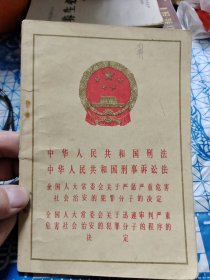 中华人民共和国刑法
中华人民共和国刑事诉讼法
全国人大常委会关于严惩严重危害
社会治安的犯罪分子的决定
全国人大常委会关于迅速审判严重
危害社会治安的犯罪分子的程序的
决定